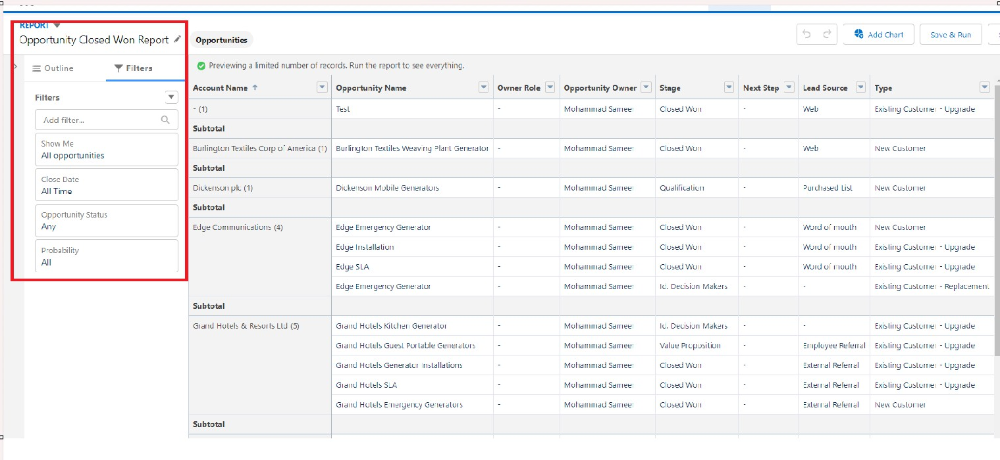 REPORT
Opportunity Closed Won Report
Opportunities
Add Chart
Save & Run
Outline
Filters
Filters
Add filter...
Show Me
All opportunities
Close Date
All Time
Opportunity Status
Any
Probability
All
Previewing a limited number of records. Run the report to see everything.
Account Name Opportunity Name Owner Role Opportunity Owner Stage Next Step Lead Source Type
- (1) Test - Mohammad Sameer Closed Won - Web Existing Customer - Upgrade
Subtotal
Burlington Textiles Corp of America (1) Burlington Textiles Weaving Plant Generator - Mohammad Sameer Closed Won - Web New Customer
Subtotal
Dickenson plc (1) Dickenson Mobile Generators - Mohammad Sameer Qualification - Purchased List New Customer
Subtotal
Edge Communications (4) Edge Emergency Generator - Mohammad Sameer Closed Won - Word of mouth New Customer
Edge Installation - Mohammad Sameer Closed Won - Word of mouth Existing Customer - Upgrade
Edge SLA - Mohammad Sameer Closed Won - Word of mouth Existing Customer - Upgrade
Edge Emergency Generator - Mohammad Sameer Id. Decision Makers - - Existing Customer - Replacement
Subtotal
Grand Hotels & Resorts Ltd (5) Grand Hotels Kitchen Generator - Mohammad Sameer Id. Decision Makers - - Existing Customer - Upgrade
Grand Hotels Guest Portable Generators - Mohammad Sameer Value Proposition - Employee Referral Existing Customer - Upgrade
Grand Hotels Generator Installations - Mohammad Sameer Closed Won - External Referral Existing Customer - Upgrade
Grand Hotels SLA - Mohammad Sameer Closed Won - External Referral Existing Customer - Upgrade
Grand Hotels Emergency Generators - Mohammad Sameer Closed Won - External Referral New Customer
Subtotal